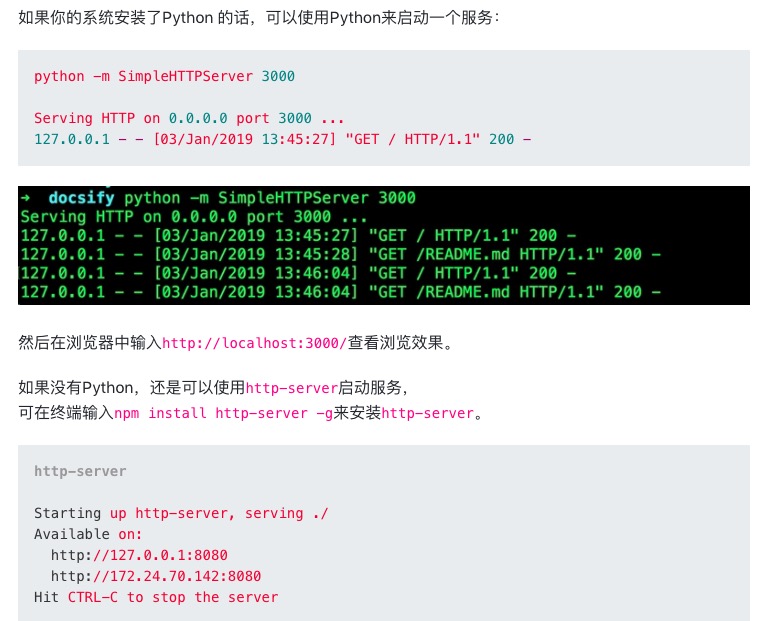 如果你的系统安装了Python 的话，可以使用Python来启动一个服务：
python -m SimpleHTTPServer 3000
Serving HTTP on 0.0.0.0 port 3000 ...
127.0.0.1 - - [03/Jan/2019 13:45:27] "GET / HTTP/1.1" 200 -
→ docsify python -m SimpleHTTPServer 3000
Serving HTTP on 0.0.0.0 port 3000 ...
127.0.0.1 - - [03/Jan/2019 13:45:27] "GET / HTTP/1.1" 200 -
127.0.0.1 - - [03/Jan/2019 13:45:28] "GET /README.md HTTP/1.1" 200 -
127.0.0.1 - - [03/Jan/2019 13:46:04] "GET / HTTP/1.1" 200 -
127.0.0.1 - - [03/Jan/2019 13:46:04] "GET /README.md HTTP/1.1" 200 -
然后在浏览器中输入http://localhost:3000/查看浏览效果。
如果没有Python，还是可以使用http-server启动服务，
可在终端输入npm install http-server -g来安装http-server。
http-server
Starting up http-server, serving ./
Available on:
  http://127.0.0.1:8080
  http://172.24.70.142:8080
Hit CTRL-C to stop the server